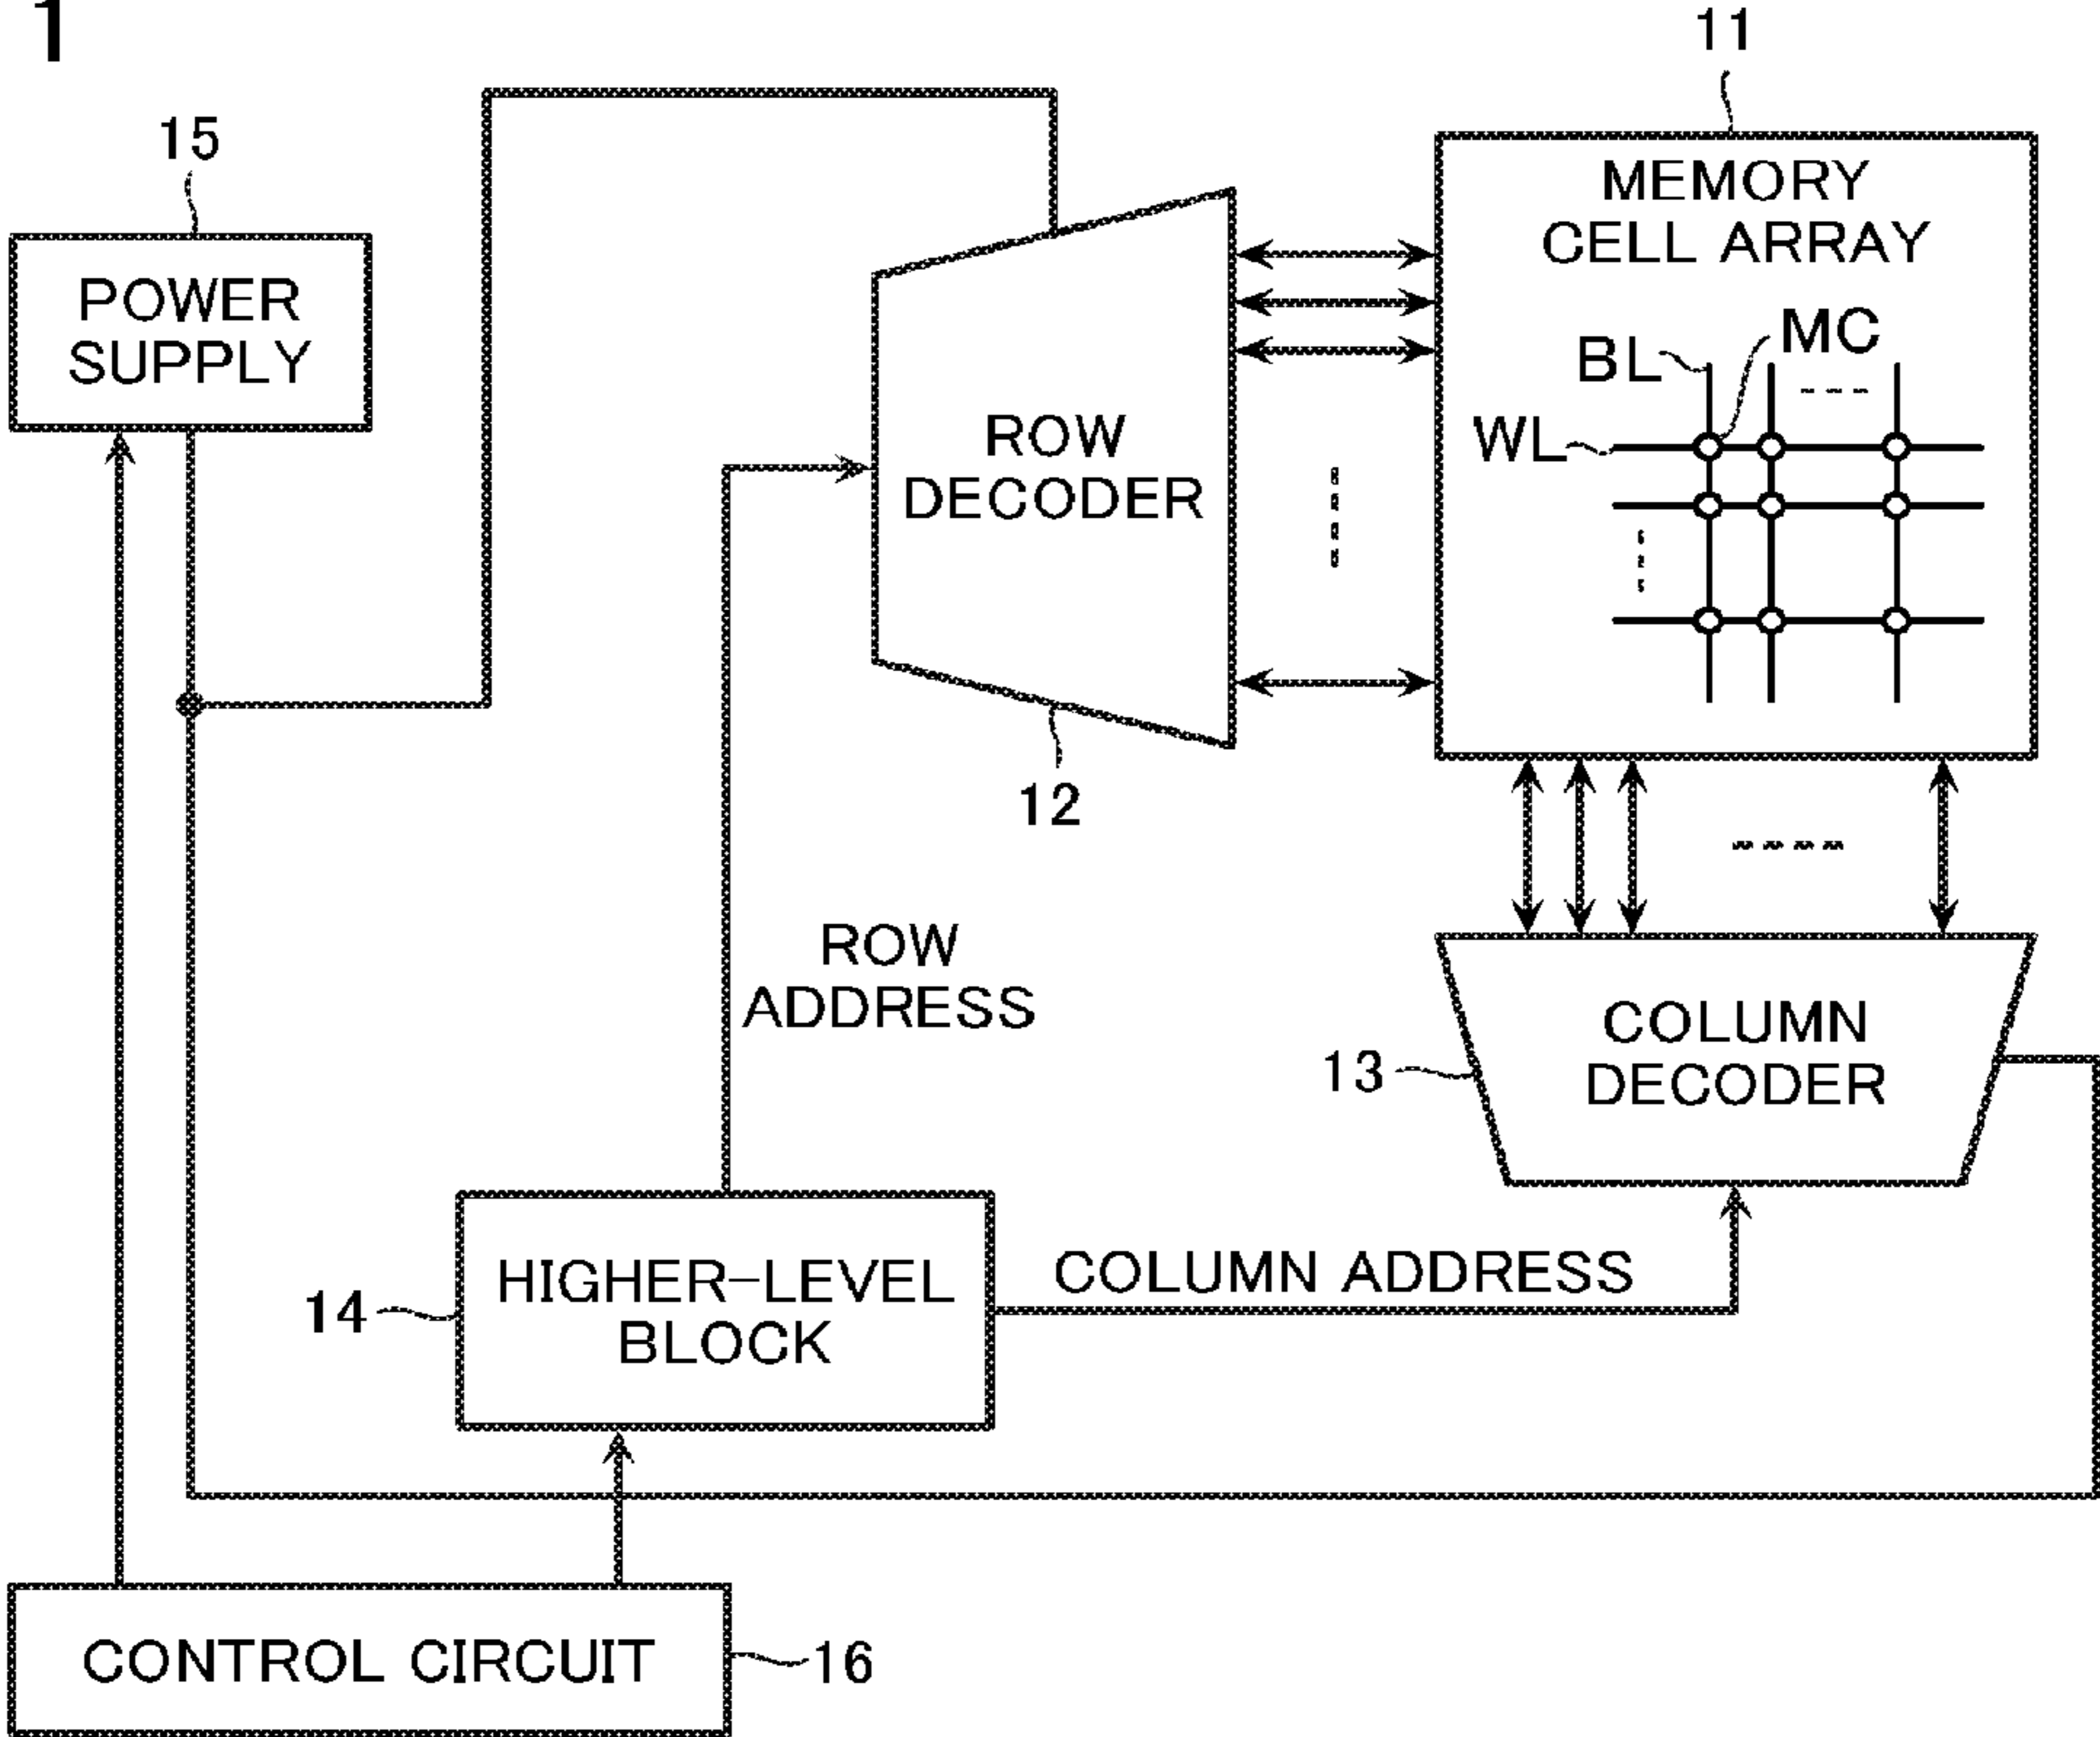 1
11
15
MEMORY
CELL ARRAY
POWER
SUPPLY
MC
BL
WL
ROW
DECODER
12
ROW
ADDRESS
COLUMN
DECODER
13
HIGHER-LEVEL
BLOCK
14
COLUMN ADDRESS
CONTROL CIRCUIT
16